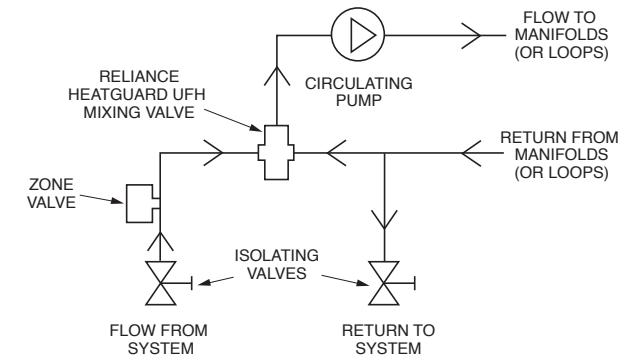 FLOW TO
MANIFOLDS
(OR LOOPS)
RELIANCE
HEATGUARD UFH
MIXING VALVE
CIRCULATING
PUMP
RETURN FROM
MANIFOLDS
(OR LOOPS)
ZONE
VALVE
ISOLATING
VALVES
FLOW FROM
SYSTEM
RETURN TO
SYSTEM